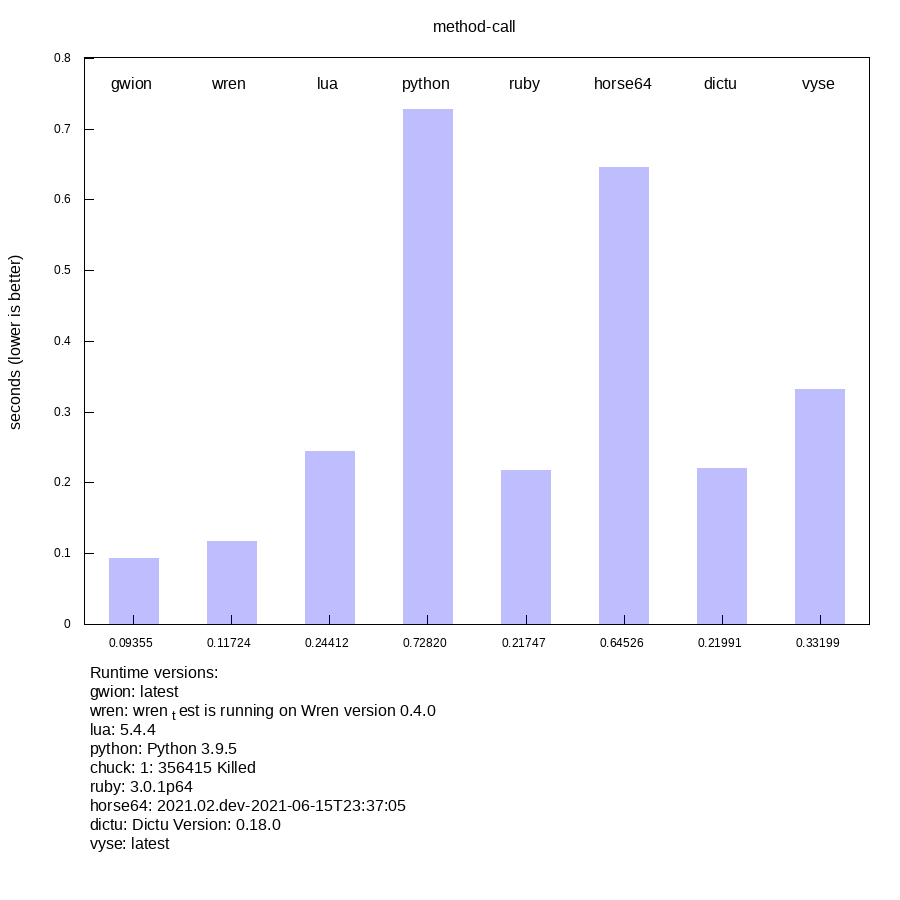 method-call
0.8
gwion wren lua python ruby horse64 dictu vyse
0.7
0.6
0.5
0.4
0.3
0.2
0.1
0
seconds (lower is better)
0.09355 0.11724 0.24412 0.72820 0.21747 0.64526 0.21991 0.33199
Runtime versions:
gwion: latest
wren: wren t est is running on Wren version 0.4.0
lua: 5.4.4
python: Python 3.9.5
chuck: 1: 356415 Killed
ruby: 3.0.1p64
horse64: 2021.02.dev-2021-06-15T23:37:05
dictu: Dictu Version: 0.18.0
vyse: latest